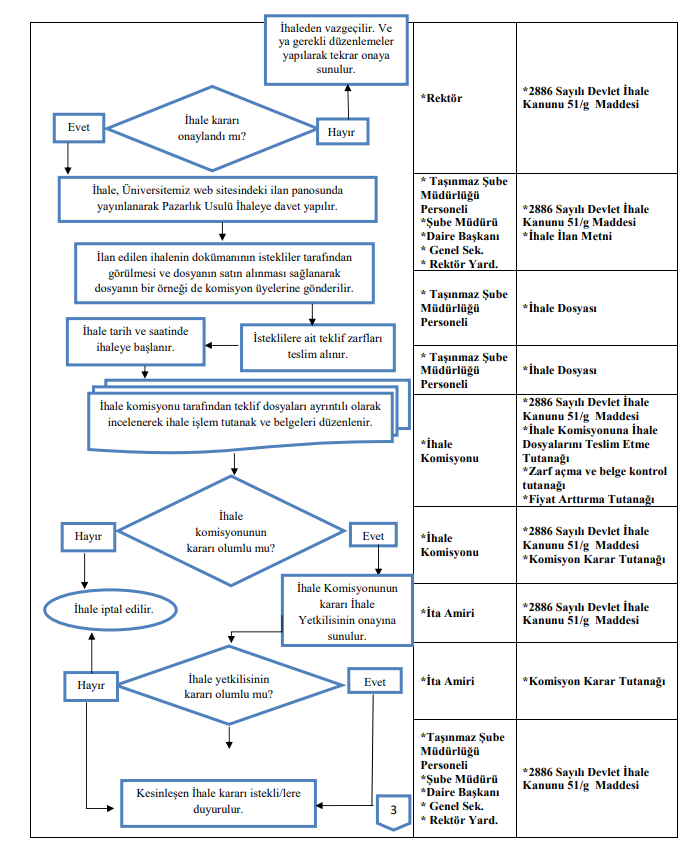 İhaleden vazgeçilir. Ve
ya gerekli düzenlemeler
yapılarak tekrar onaya
sunulur.
İhale kararı
onaylandı mı?
Evet
Hayır
*Rektör
*2886 Sayılı Devlet İhale
Kanunu 51/g Maddesi
İhale, Üniversitemiz web sitesindeki ilan panosunda
yayınlanarak Pazarlık Usulü İhaleye davet yapılır.
* Taşınmaz Şube
Müdürlüğü
Personeli
*Şube Müdürü
*Daire Başkanı
* Genel Sek.
* Rektör Yard.
*2886 Sayılı Devlet İhale
Kanunu 51/g Maddesi
*İhale İlan Metni
İlan edilen ihalenin dokümanının istekliler tarafından
görülmesi ve dosyanın satın alınması sağlanarak
dosyanın bir örneği de komisyon üyelerine gönderilir.
* Taşınmaz Şube
Müdürlüğü
Personeli
*İhale Dosyası
İsteklilere ait teklif zarfları
teslim alınır.
İhale tarih ve saatinde
ihaleye başlanır.
* Taşınmaz Şube
Müdürlüğü
Personeli
*İhale Dosyası
İhale komisyonu tarafından teklif dosyaları ayrıntılı olarak
incelenerek ihale işlem tutanak ve belgeleri düzenlenir.
*İhale
Komisyonu
*2886 Sayılı Devlet İhale
Kanunu 51/g Maddesi
*İhale Komisyonuna İhale
Dosyalarını Teslim Etme
Tutanağı
*Zarf açma ve belge kontrol
tutanağı
*Fiyat Arttırma Tutanağı
İhale
komisyonunun
kararı olumlu mu?
Hayır
Evet
*İhale
Komisyonu
*2886 Sayılı Devlet İhale
Kanunu 51/g Maddesi
*Komisyon Karar Tutanağı
İhale iptal edilir.
İhale Komisyonunun
kararı İhale
Yetkilisinin onayına
sunulur.
*İta Amiri
*2886 Sayılı Devlet İhale
Kanunu 51/g Maddesi
İhale yetkilisinin
kararı olumlu mu?
Hayır
Evet
*İta Amiri
*Komisyon Karar Tutanağı
Kesinleşen İhale kararı istekli/lere
duyurulur.
3
*Taşınmaz Şube
Müdürlüğü
Personeli
*Şube Müdürü
*Daire Başkanı
* Genel Sek.
* Rektör Yard.
*2886 Sayılı Devlet İhale
Kanunu 51/g Maddesi